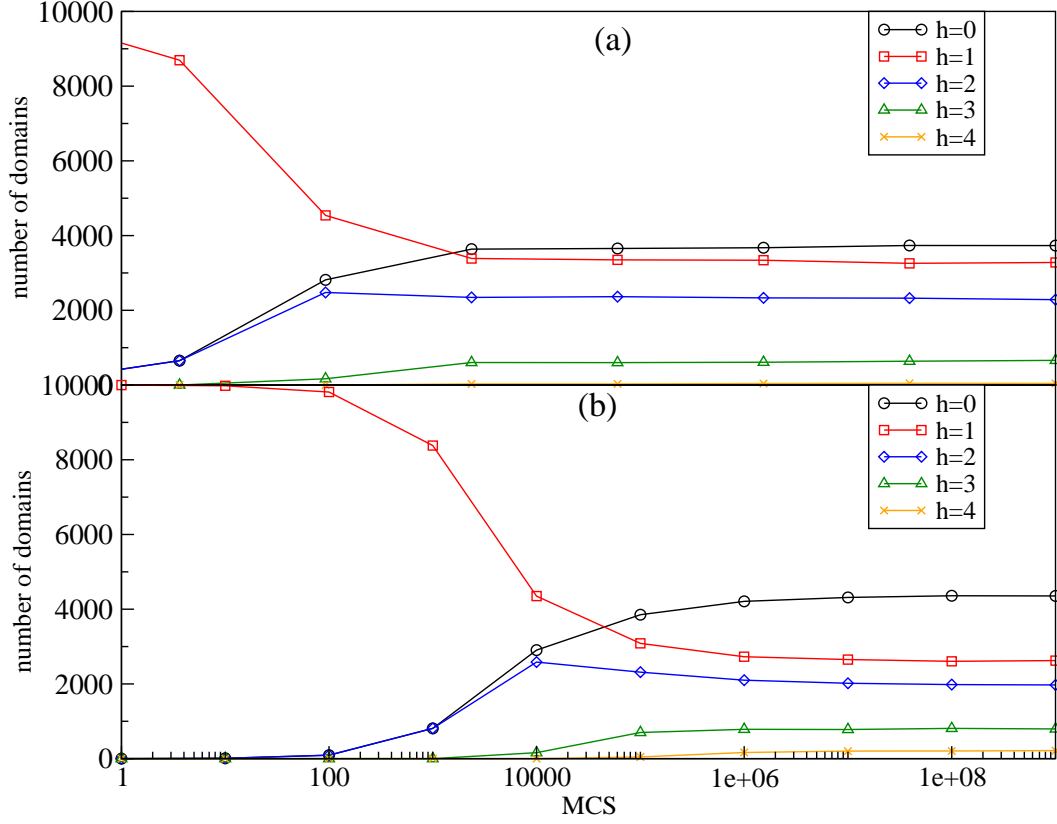 10000
8000
6000
4000
2000
0
number of domains
(a)
h=0
h=1
h=2
h=3
h=4
10000
8000
6000
4000
2000
0
number of domains
(b)
h=0
h=1
h=2
h=3
h=4
1
100
10000
1e+06
1e+08
MCS